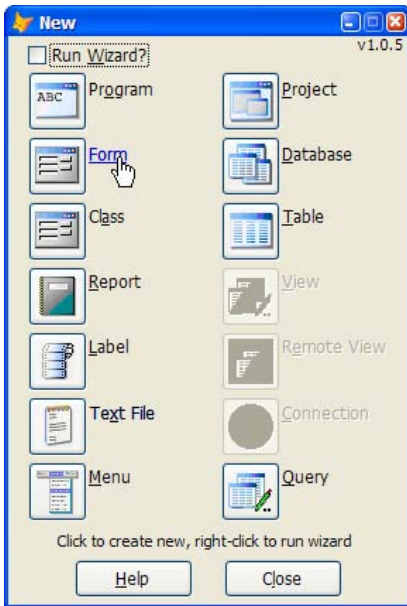 New
v1.0.5
Run Wizard?
ABC
Program
Project
Form
Database
Class
Table
Report
View
Label
Remote View
Text File
Connection
Menu
Query
Click to create new, right-click to run wizard
Help
Close